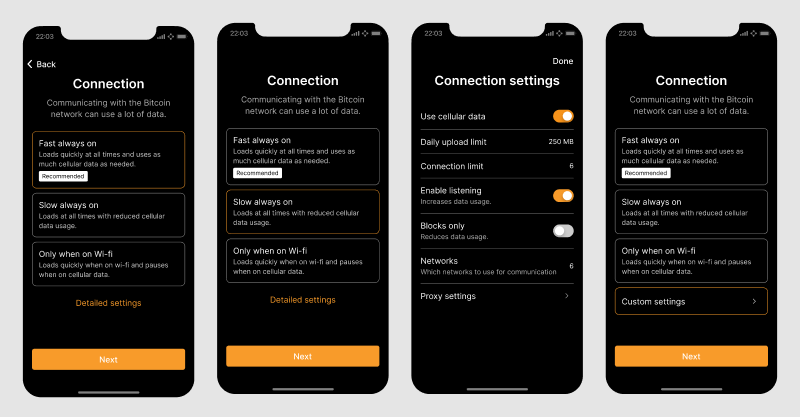 22:03
Back
Connection
Communicating with the Bitcoin
network can use a lot of data.
Fast always on
Loads quickly at all times and uses as
much cellular data as needed.
Recommended
Slow always on
Loads at all times with reduced cellular
data usage.
Only when on Wi-fi
Loads quickly when on wi-fi and pauses
when on cellular data.
Detailed settings
Next
22:03
Connection
Communicating with the Bitcoin
network can use a lot of data.
Fast always on
Loads quickly at all times and uses as
much cellular data as needed.
Recommended
Slow always on
Loads at all times with reduced cellular
data usage.
Only when on Wi-fi
Loads quickly when on wi-fi and pauses
when on cellular data.
Detailed settings
Next
22:03
Done
Connection settings
Use cellular data
Daily upload limit 250 MB
Connection limit 6
Enable listening
Increases data usage.
Blocks only
Reduces data usage.
Networks 6
Which networks to use for communication
Proxy settings
22:03
Connection
Communicating with the Bitcoin
network can use a lot of data.
Fast always on
Loads quickly at all times and uses as
much cellular data as needed.
Recommended
Slow always on
Loads at all times with reduced cellular
data usage.
Only when on Wi-fi
Loads quickly when on wi-fi and pauses
when on cellular data.
Custom settings
Next